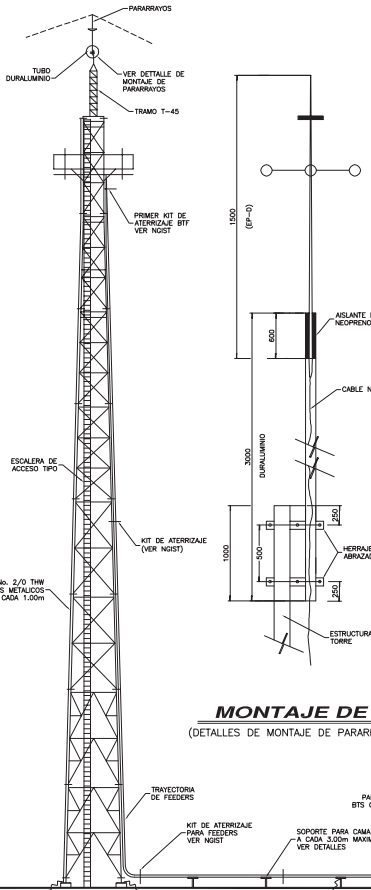 PARARRAYOS
TUBO
DURALUMINIO
VER DETTALLE DE
MONTAJE DE
PARARRAYOS
TRAMO T-45
PRIMER KIT DE
ATERRIZAJE BTF
VER NGIST
ESCALERA DE
ACCESO TIPO
KIT DE ATERRIZAJE
(VER NGIST)
No. 2/0 THW
S METALICOS
CADA 1.00m
TRAYECTORIA
DE FEEDERS
KIT DE ATERRIZAJE
PARA FEEDERS
VER NGIST
1500
(EP-D)
600
AISLANTE
NEOPRENO
CABLE N
3000
DURALUMINIO
1000
500
250
250
HERRAJE
ABRAZAD
ESTRUCTURA
TORRE
MONTAJE DE
(DETALLES DE MONTAJE DE PARAR
PA
BTS
SOPORTE PARA CAMA
A CADA 3.00m MAXIM
VER DETALLES